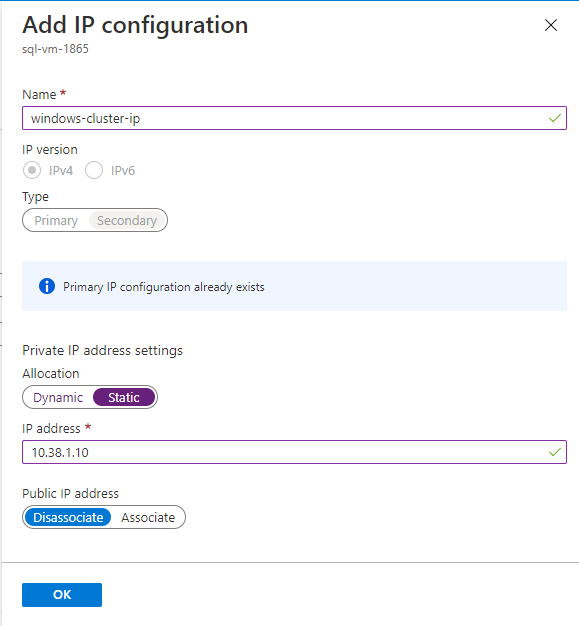 Add IP configuration
sql-vm-1865
Name *
windows-cluster-ip
IP version
IPv4 IPv6
Type
Primary Secondary
Primary IP configuration already exists
Private IP address settings
Allocation
Dynamic Static
IP address *
10.38.1.10
Public IP address
Disassociate Associate
OK